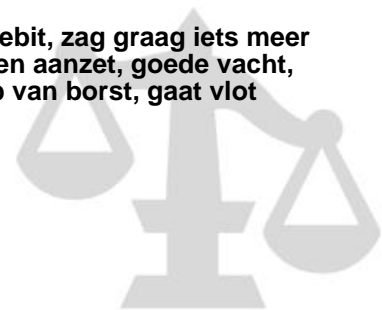 ebit, zag graag iets meer
en aanzet, goede vacht,
van borst, gaat vlot